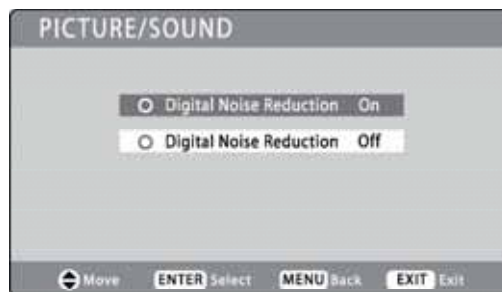 PICTURE/SOUND
Digital Noise Reduction On
Digital Noise Reduction Off
Move ENTER Select MENU Back EXIT Exit